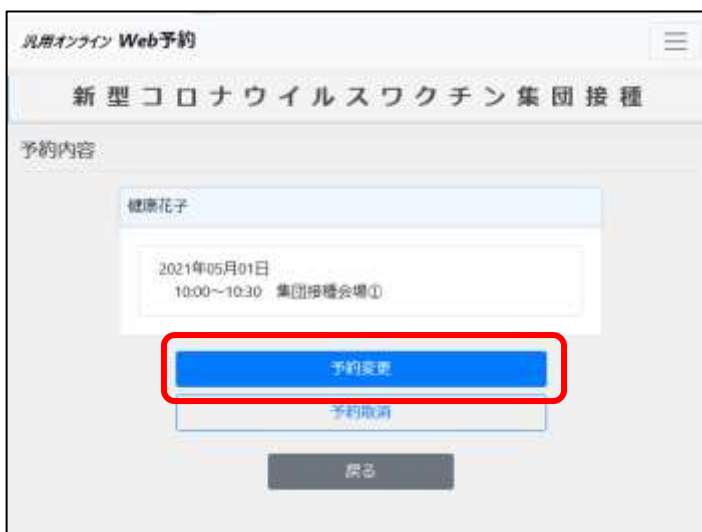 汎用オンライン Web予約
新型コロナウイルスワクチン集団接種
予約内容
健康花子
2021年05月01日
10:00～10:30 集団接種会場①
予約変更
予約取消
戻る